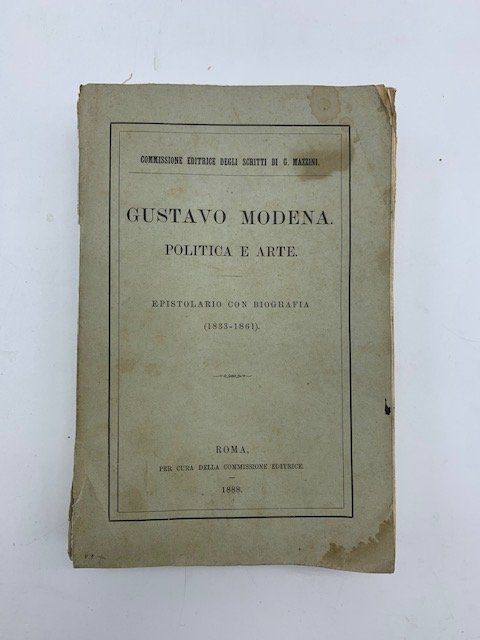 COMMISSIONE EDITRICE DEGLI SCRITTI DI G. MAZZINI.
GUSTAVO MODENA.
POLITICA E ARTE.
EPISTOLARIO CON BIOGRAFIA
(1833-1861).
ROMA,
PER CURA DELLA COMMISSIONE EDITRICE
1888.